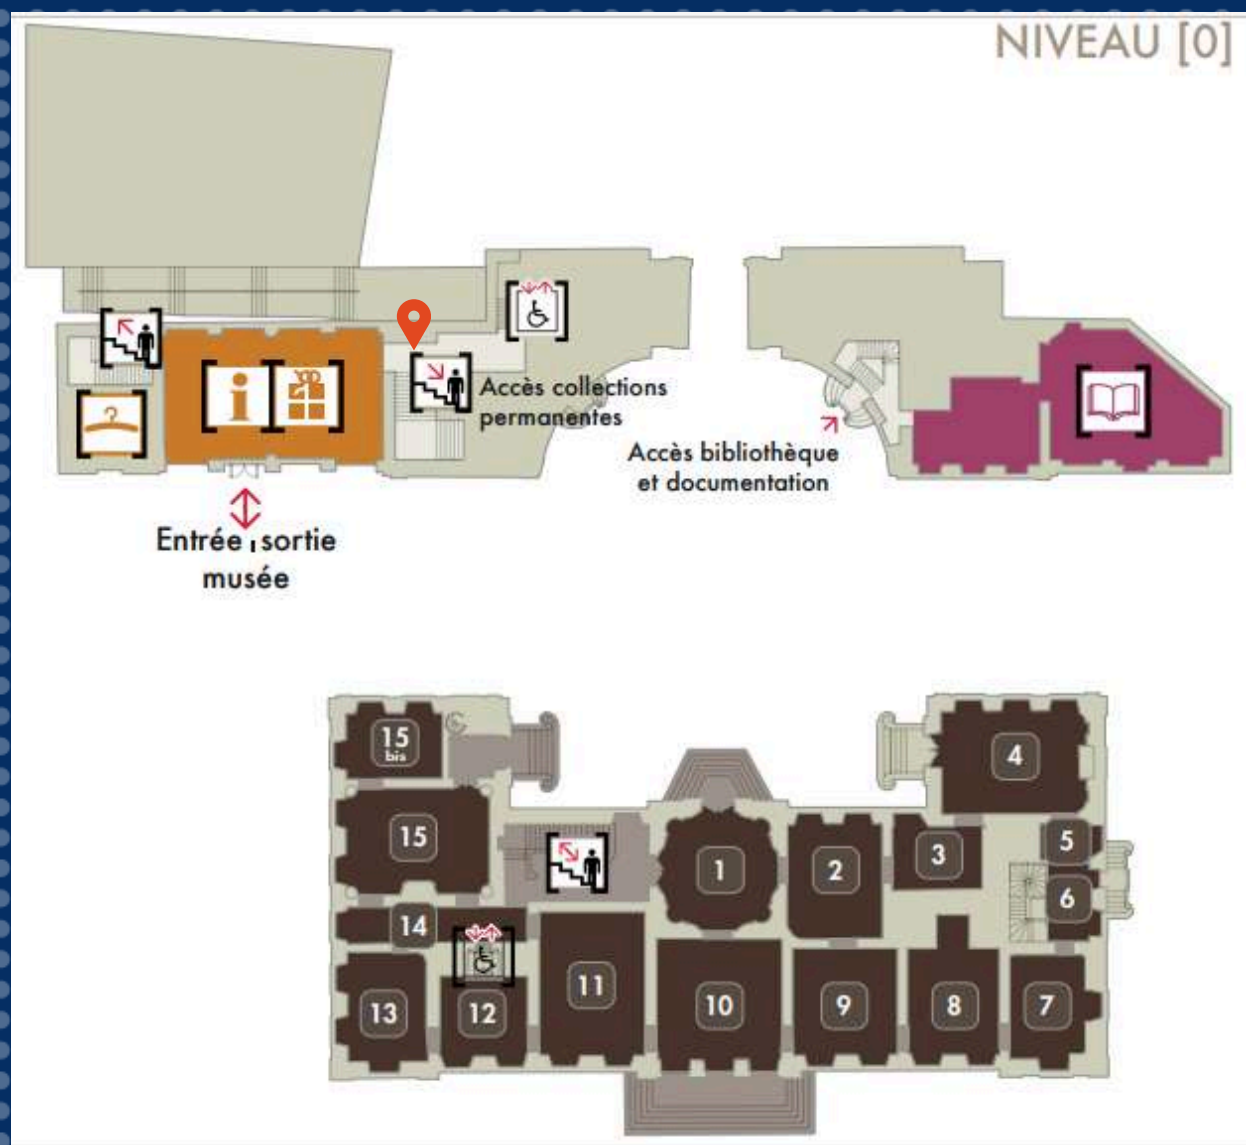 NIVEAU [0]
i
Accès collections
permanentes
Accès bibliothèque
et documentation
Entrée sortie
musée
15
bis
4
15
1
2
3
5
6
14
13
12
11
10
9
8
7